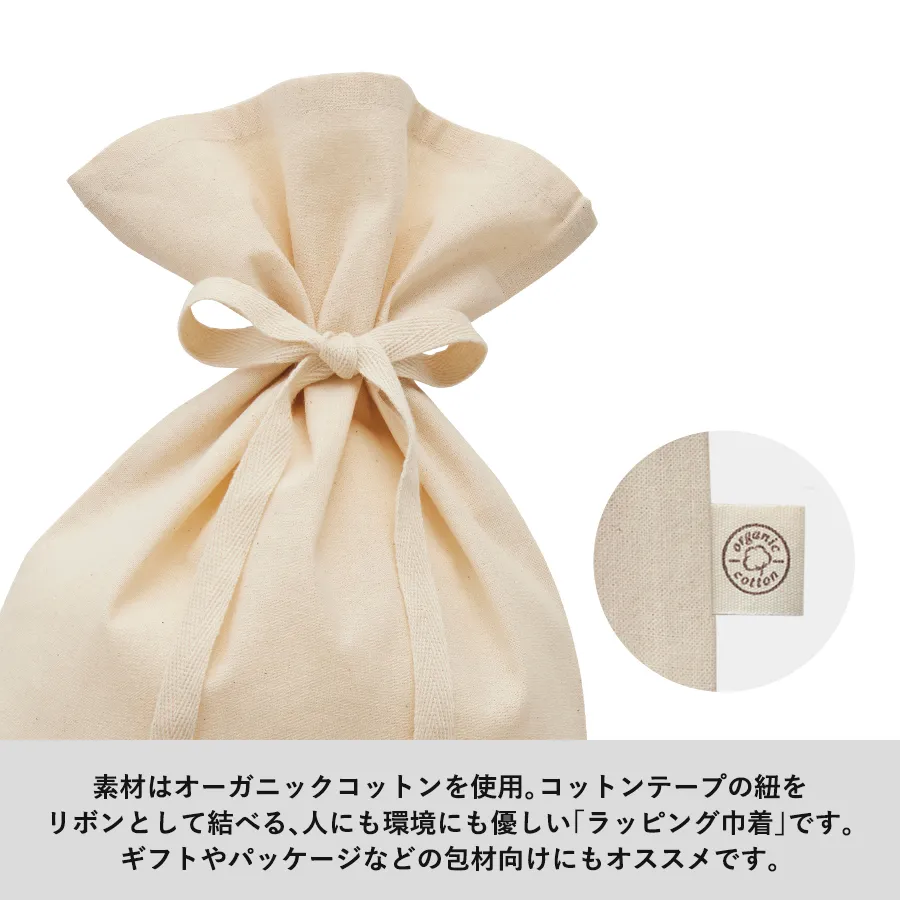 organic
cotton
素材はオーガニックコットンを使用。コットンテープの紐を
リボンとして結べる、人にも環境にも優しい「ラッピング巾着」です。
ギフトやパッケージなどの包材向けにもオススメです。